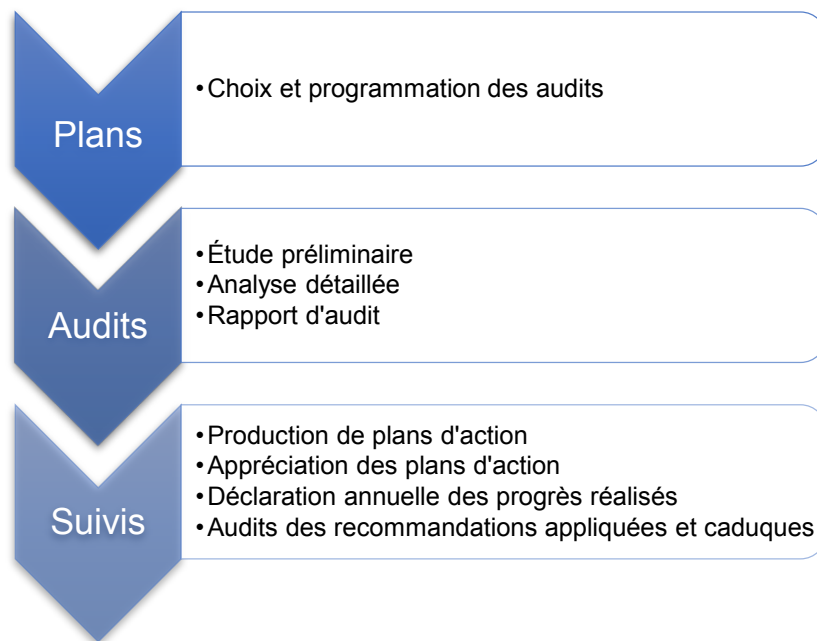 Plans
•Choix et programmation des audits
Audits
•Étude préliminaire
•Analyse détaillée
•Rapport d'audit
Suivis
•Production de plans d'action
•Appréciation des plans d'action
•Déclaration annuelle des progrès réalisés
•Audits des recommandations appliquées et caduques